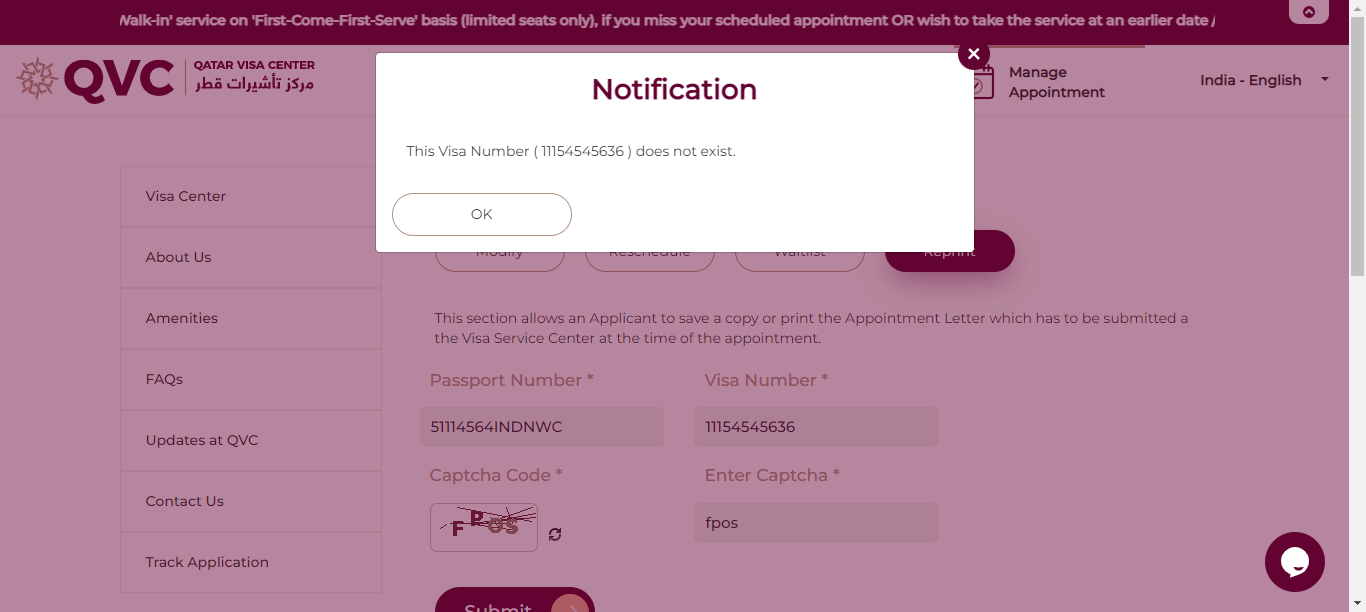 'Walk-in' service on 'First-Come-First-Serve' basis (limited seats only), if you miss your scheduled appointment OR wish to take the service at an earlier date /
QVC
QATAR VISA CENTER
مركز تأشيرات قطر
Manage
Appointment
India - English
Notification
This Visa Number ( 11154545636 ) does not exist.
OK
Visa Center
About Us
Amenities
FAQs
Updates at QVC
Contact Us
Track Application
Modify
Reschedule
Waitlist
Reprint
This section allows an Applicant to save a copy or print the Appointment Letter which has to be submitted a
the Visa Service Center at the time of the appointment.
Passport Number *
Visa Number *
51114564INDNWC
11154545636
Captcha Code *
Enter Captcha *
FPOS
fpos
Submit